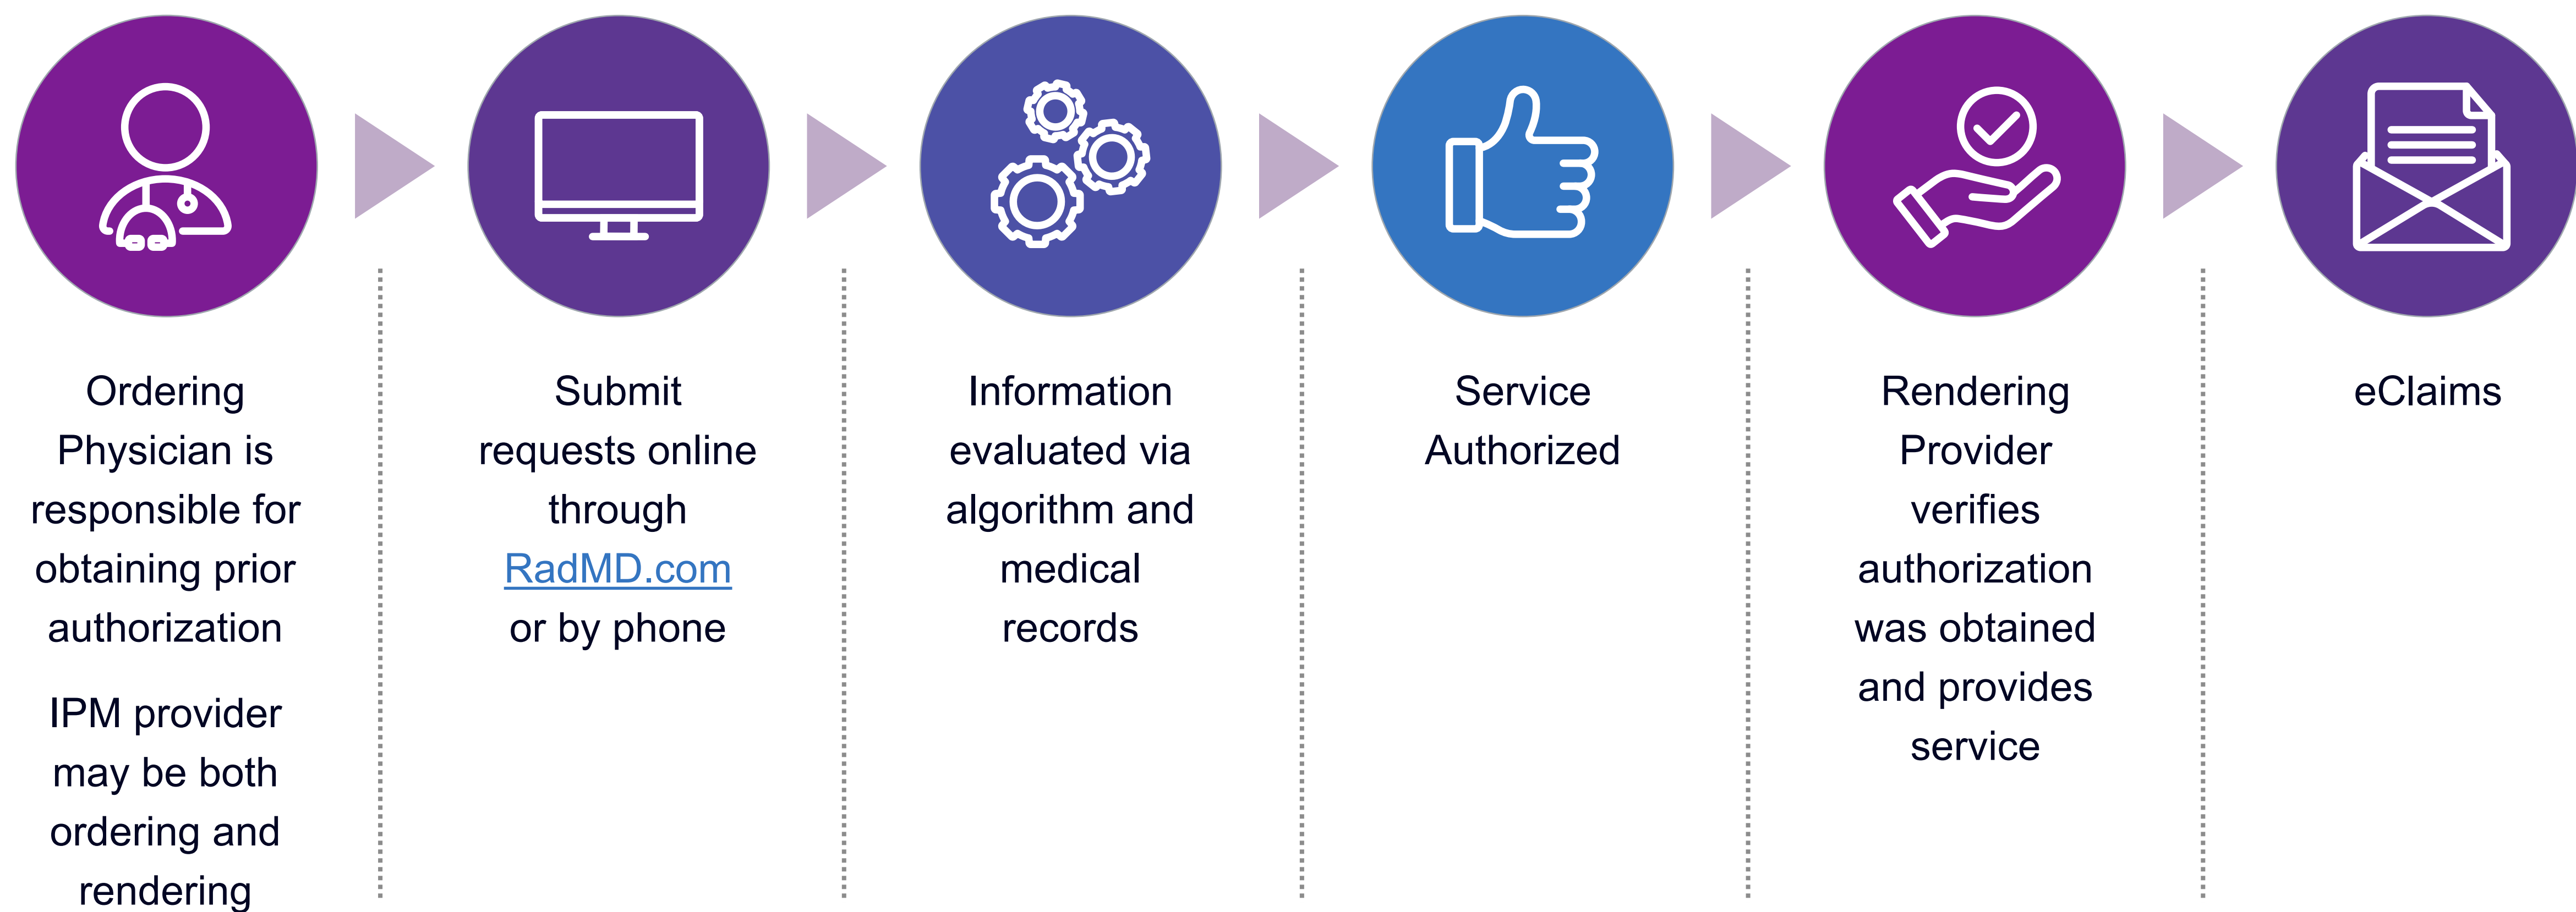 Ordering
Physician is
responsible for
obtaining prior
authorization
IPM provider
may be both
ordering and
rendering
Submit
requests online
through
RadMD.com
or by phone
Information
evaluated via
algorithm and
medical
records
Service
Authorized
Rendering
Provider
verifies
authorization
was obtained
and provides
service
eClaims